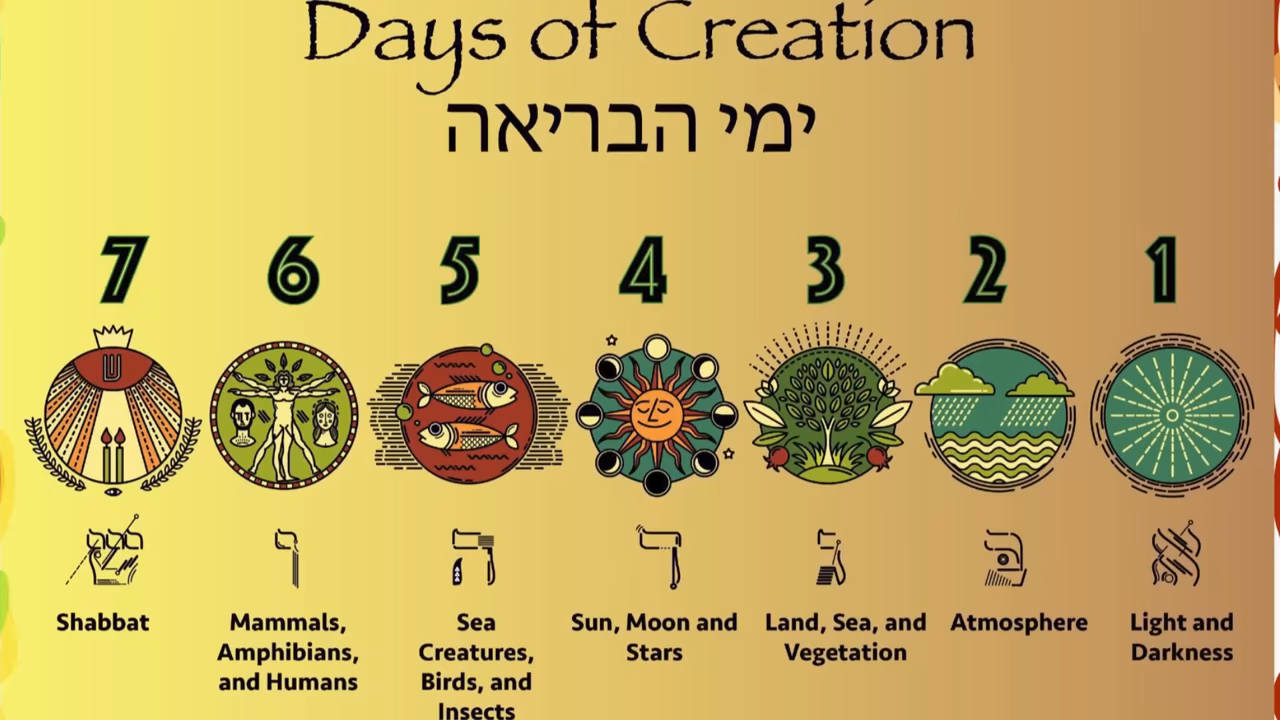 Days of Creation
ימי הבריאה
7 6 5 4 3 2 1
ש
ו
ה
ד
Shabbat
Mammals,
Amphibians,
and Humans
Sea
Creatures,
Birds, and
Insects
Sun, Moon and
Stars
Land, Sea, and
Vegetation
Atmosphere
Light and
Darkness